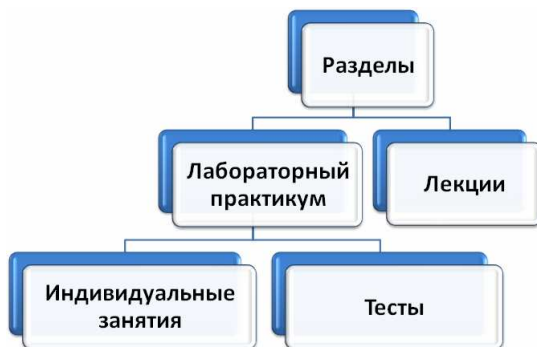 Разделы
Лабораторный
практикум
Лекции
Индивидуальные
занятия
Тесты